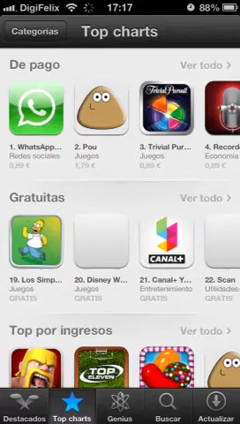 DigiFelix 17:17 88%
Categorías Top charts
De pago Ver todo >
TRIVIAL PURSUIT
1. WhatsApp... 2. Pou 3. Trivial Pur... 4. Record
Redes sociales Juegos Juegos Economía
0,89 € 1,79 € 0,89 € 0,89 €
Gratuitas Ver todo >
CANAL+
19. Los Simp... 20. Disney W... 21. Canal+ Y... 22. Scan
Juegos Juegos Entretenimiento Utilidades
GRATIS GRATIS GRATIS GRATIS
Top por ingresos Ver todo >
TOP ELEVEN
Destacados Top charts Genius Buscar Actualizar